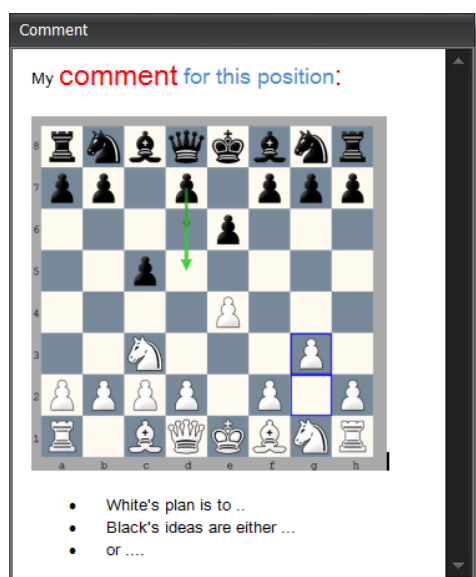 Comment
My comment for this position:
8
7
6
5
4
3
2
1
a b c d e f g h
• White's plan is to ..
• Black's ideas are either ...
• or ....